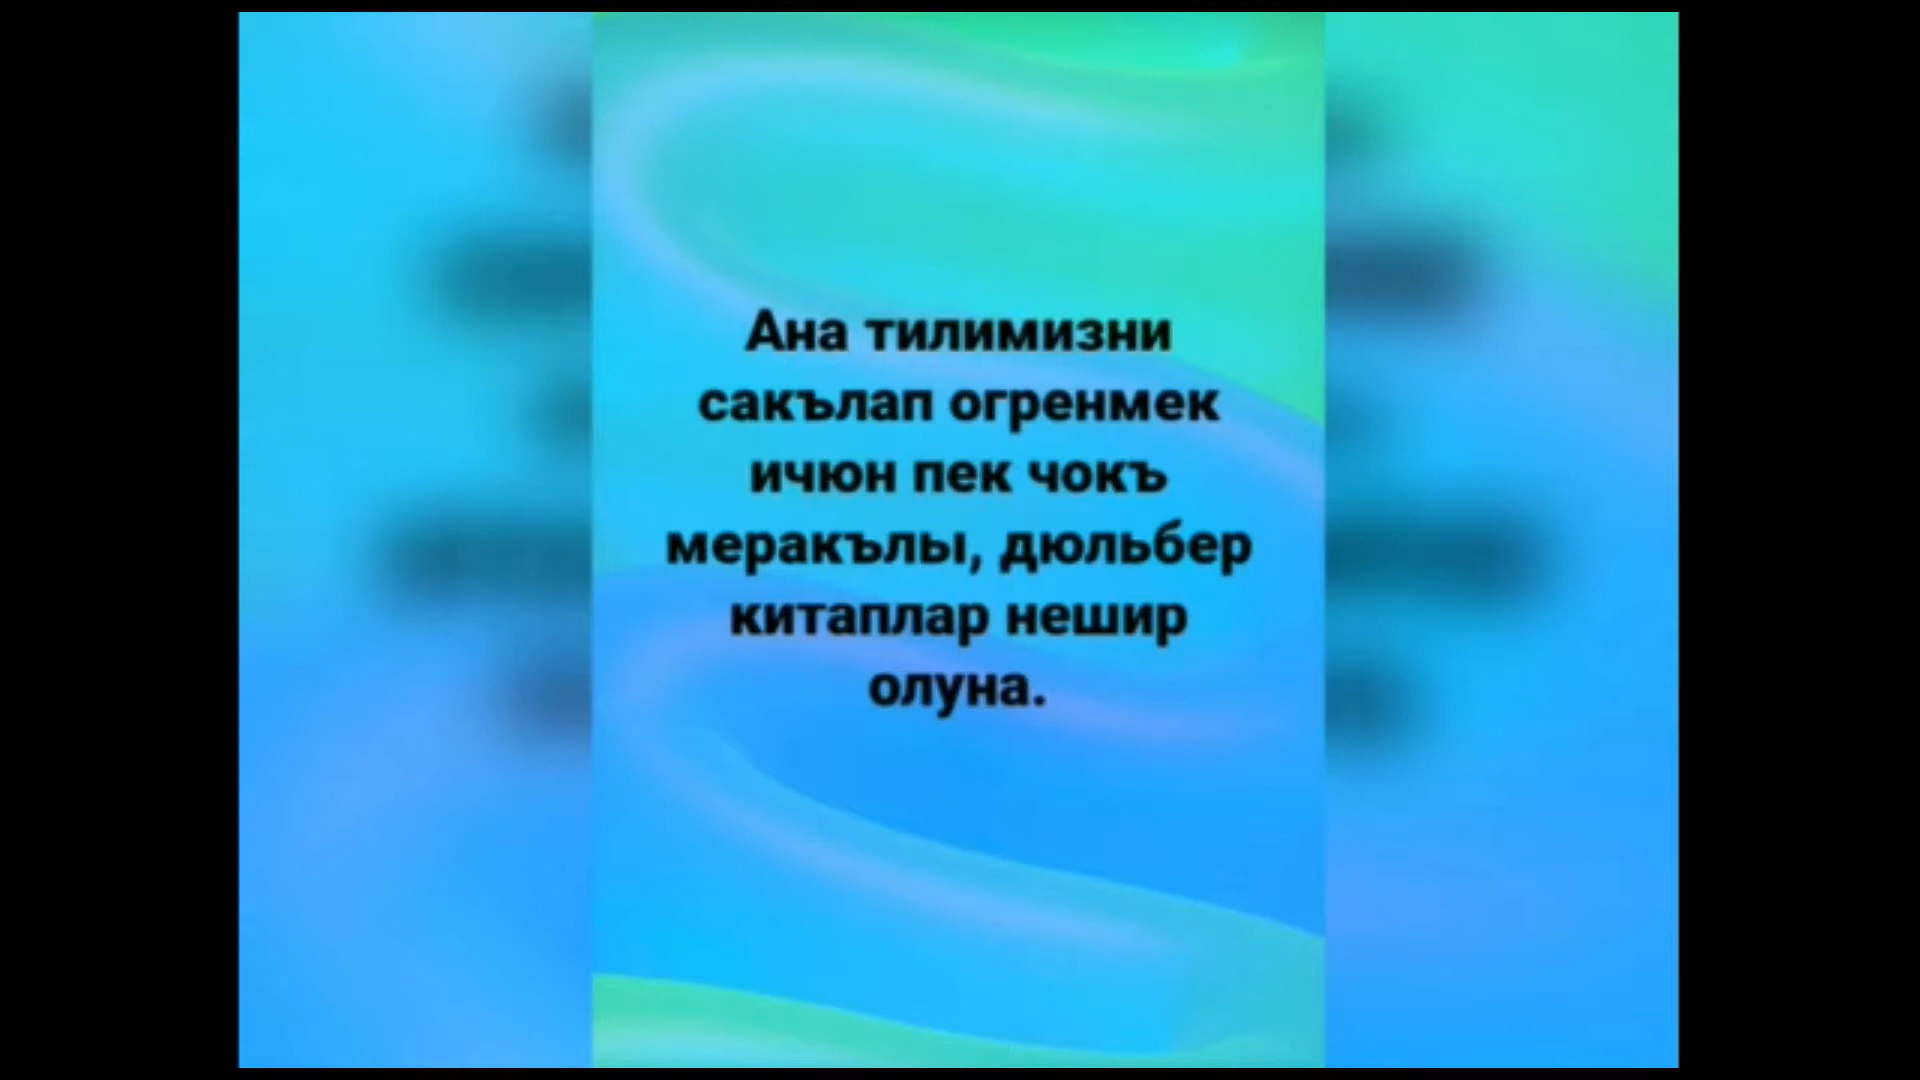 Ана тилимизни
сакълап огренмек
ичюн пек чокъ
меракълы, дюльбер
китаплар нешир
олуна.